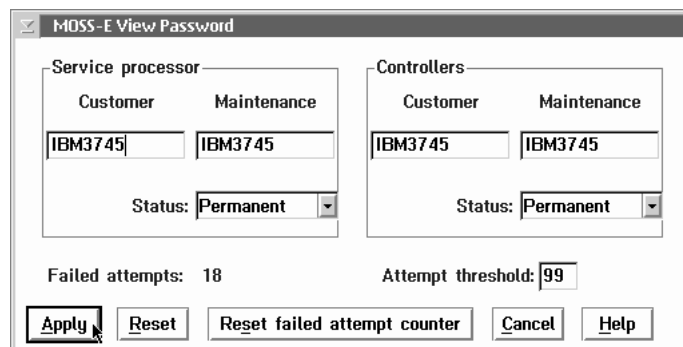 MOSS-E View Password
Service processor Controllers
Customer Maintenance Customer Maintenance
IBM3745 IBM3745 IBM3745 IBM3745
Status: Permanent Status: Permanent
Failed attempts: 18 Attempt threshold: 99
Apply Reset Reset failed attempt counter Cancel Help